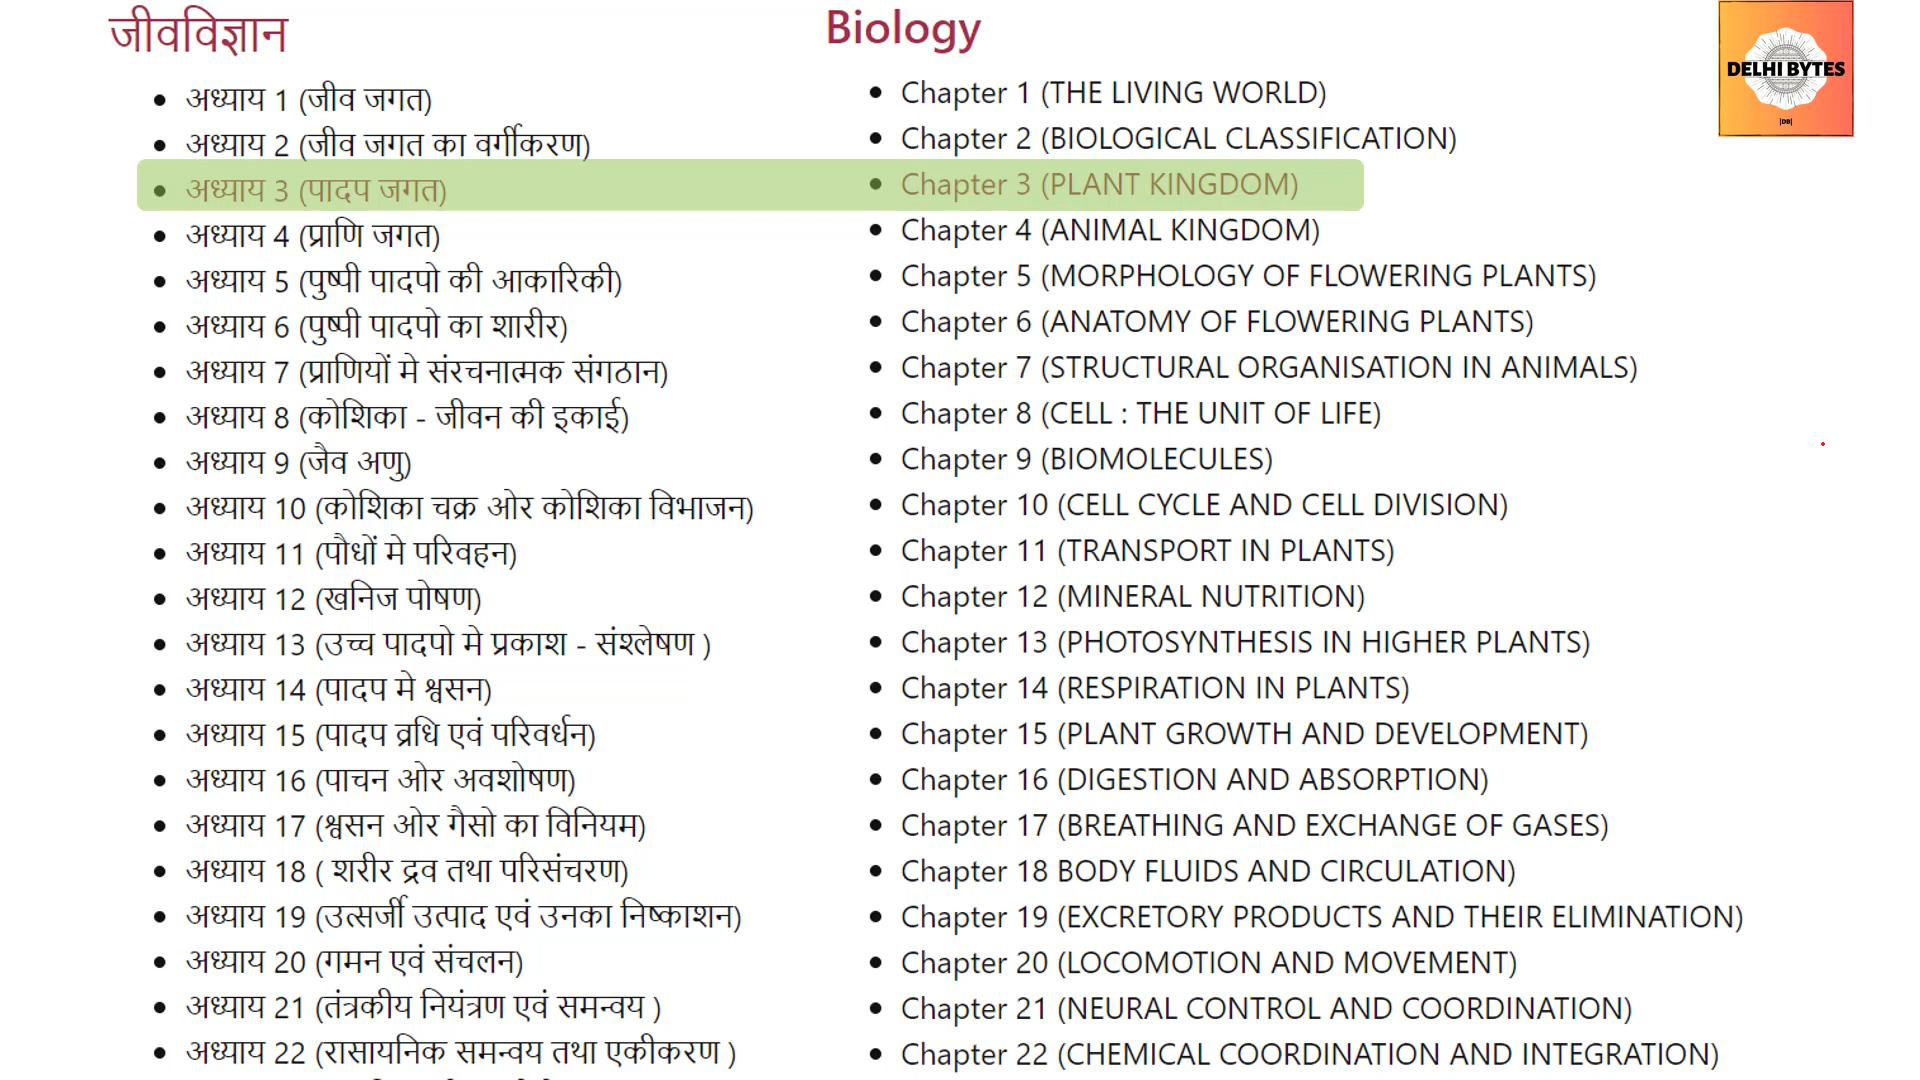 जीवविज्ञान
अध्याय 1 (जीव जगत)
अध्याय 2 (जीव जगत का वर्गीकरण)
अध्याय 3 (पादप जगत)
अध्याय 4 (प्राणि जगत)
अध्याय 5 (पुष्पी पादपो की आकारिकी)
अध्याय 6 (पुष्पी पादपो का शारीर)
अध्याय 7 (प्राणियों मे संरचनात्मक संगठान)
अध्याय 8 (कोशिका - जीवन की इकाई)
अध्याय 9 (जैव अणु)
अध्याय 10 (कोशिका चक्र ओर कोशिका विभाजन)
अध्याय 11 (पौधों मे परिवहन)
अध्याय 12 (खनिज पोषण)
अध्याय 13 (उच्च पादपो मे प्रकाश - संश्लेषण )
अध्याय 14 (पादप मे श्वसन)
अध्याय 15 (पादप व्रधि एवं परिवर्धन)
अध्याय 16 (पाचन ओर अवशोषण)
अध्याय 17 (श्वसन ओर गैसो का विनियम)
अध्याय 18 ( शरीर द्रव तथा परिसंचरण)
अध्याय 19 (उत्सर्जी उत्पाद एवं उनका निष्काशन)
अध्याय 20 (गमन एवं संचलन)
अध्याय 21 (तंत्रकीय नियंत्रण एवं समन्वय )
अध्याय 22 (रासायनिक समन्वय तथा एकीकरण )
Biology
Chapter 1 (THE LIVING WORLD)
Chapter 2 (BIOLOGICAL CLASSIFICATION)
Chapter 3 (PLANT KINGDOM)
Chapter 4 (ANIMAL KINGDOM)
Chapter 5 (MORPHOLOGY OF FLOWERING PLANTS)
Chapter 6 (ANATOMY OF FLOWERING PLANTS)
Chapter 7 (STRUCTURAL ORGANISATION IN ANIMALS)
Chapter 8 (CELL : THE UNIT OF LIFE)
Chapter 9 (BIOMOLECULES)
Chapter 10 (CELL CYCLE AND CELL DIVISION)
Chapter 11 (TRANSPORT IN PLANTS)
Chapter 12 (MINERAL NUTRITION)
Chapter 13 (PHOTOSYNTHESIS IN HIGHER PLANTS)
Chapter 14 (RESPIRATION IN PLANTS)
Chapter 15 (PLANT GROWTH AND DEVELOPMENT)
Chapter 16 (DIGESTION AND ABSORPTION)
Chapter 17 (BREATHING AND EXCHANGE OF GASES)
Chapter 18 BODY FLUIDS AND CIRCULATION)
Chapter 19 (EXCRETORY PRODUCTS AND THEIR ELIMINATION)
Chapter 20 (LOCOMOTION AND MOVEMENT)
Chapter 21 (NEURAL CONTROL AND COORDINATION)
Chapter 22 (CHEMICAL COORDINATION AND INTEGRATION)
DELHI BYTES
|DB|